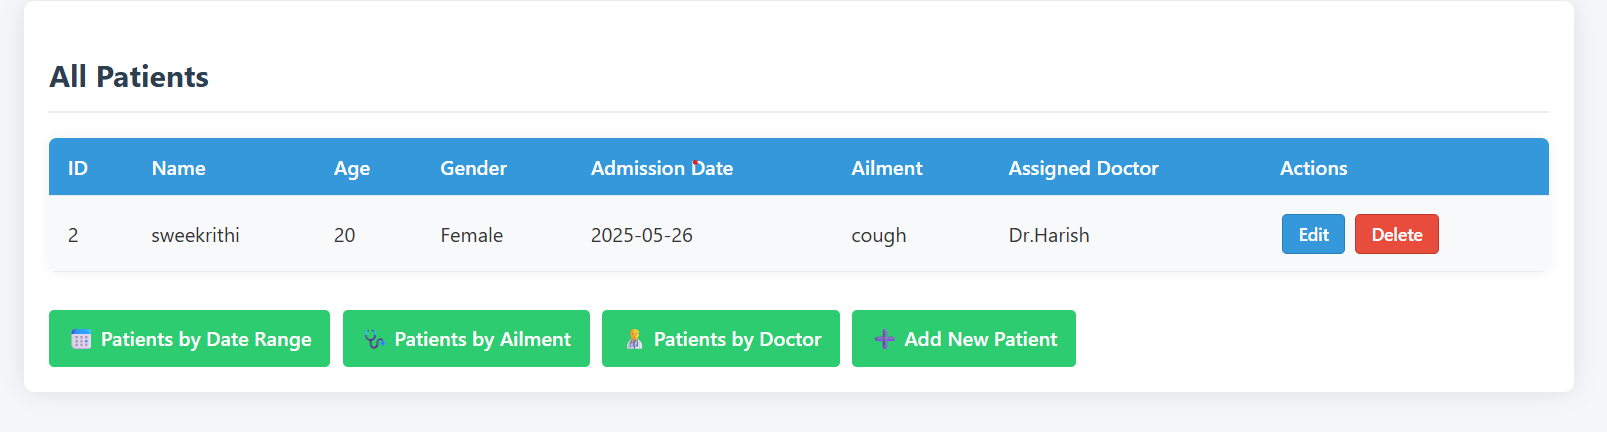 All Patients
ID Name Age Gender Admission Date Ailment Assigned Doctor Actions
2 sweekrithi 20 Female 2025-05-26 cough Dr.Harish Edit Delete
Patients by Date Range Patients by Ailment Patients by Doctor Add New Patient